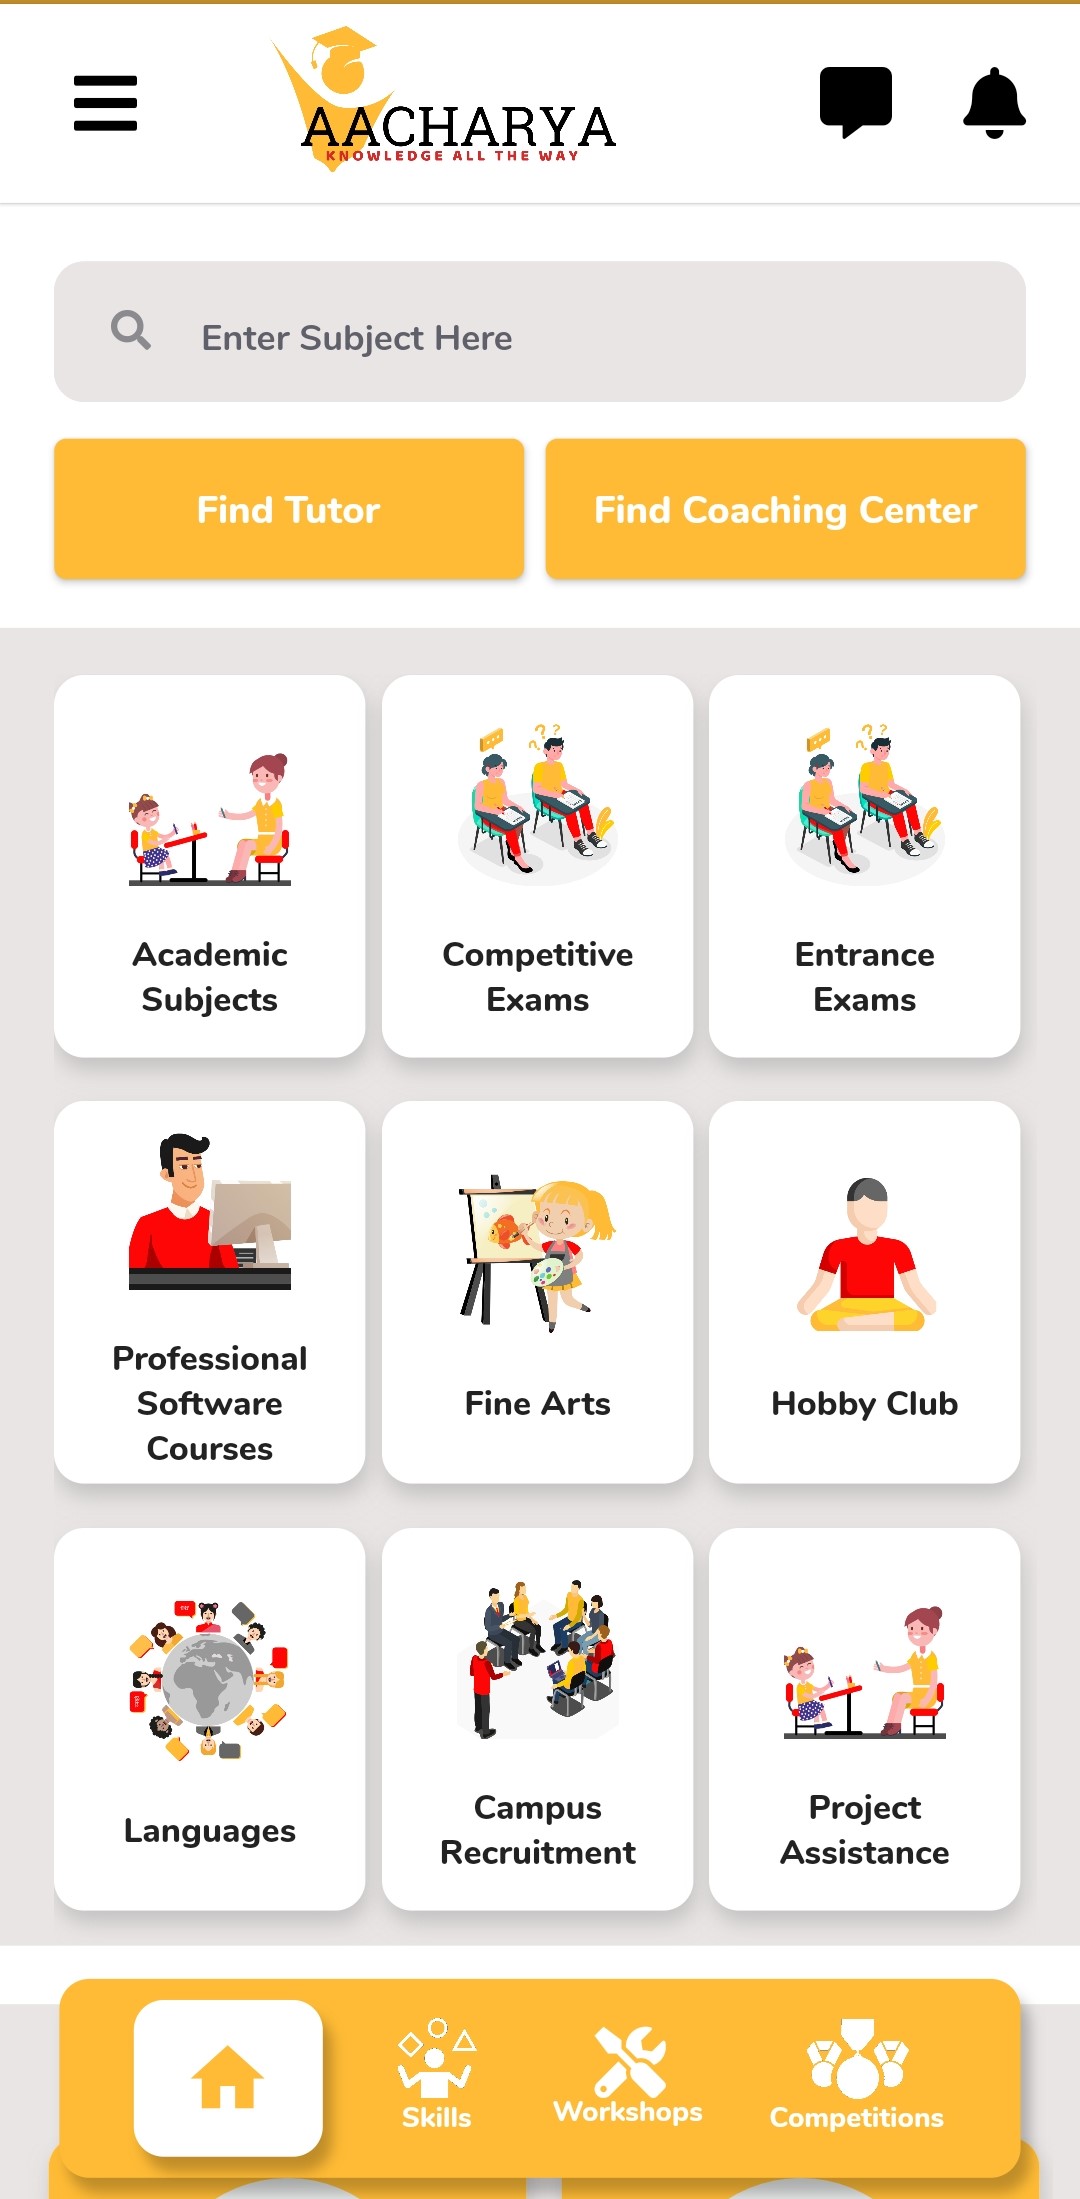 AACHARYA
KNOWLEDGE ALL THE WAY
Enter Subject Here
Find Tutor
Find Coaching Center
Academic
Subjects
Competitive
Exams
Entrance
Exams
Professional
Software
Courses
Fine Arts
Hobby Club
Languages
Campus
Recruitment
Project
Assistance
Skills
Workshops
Competitions